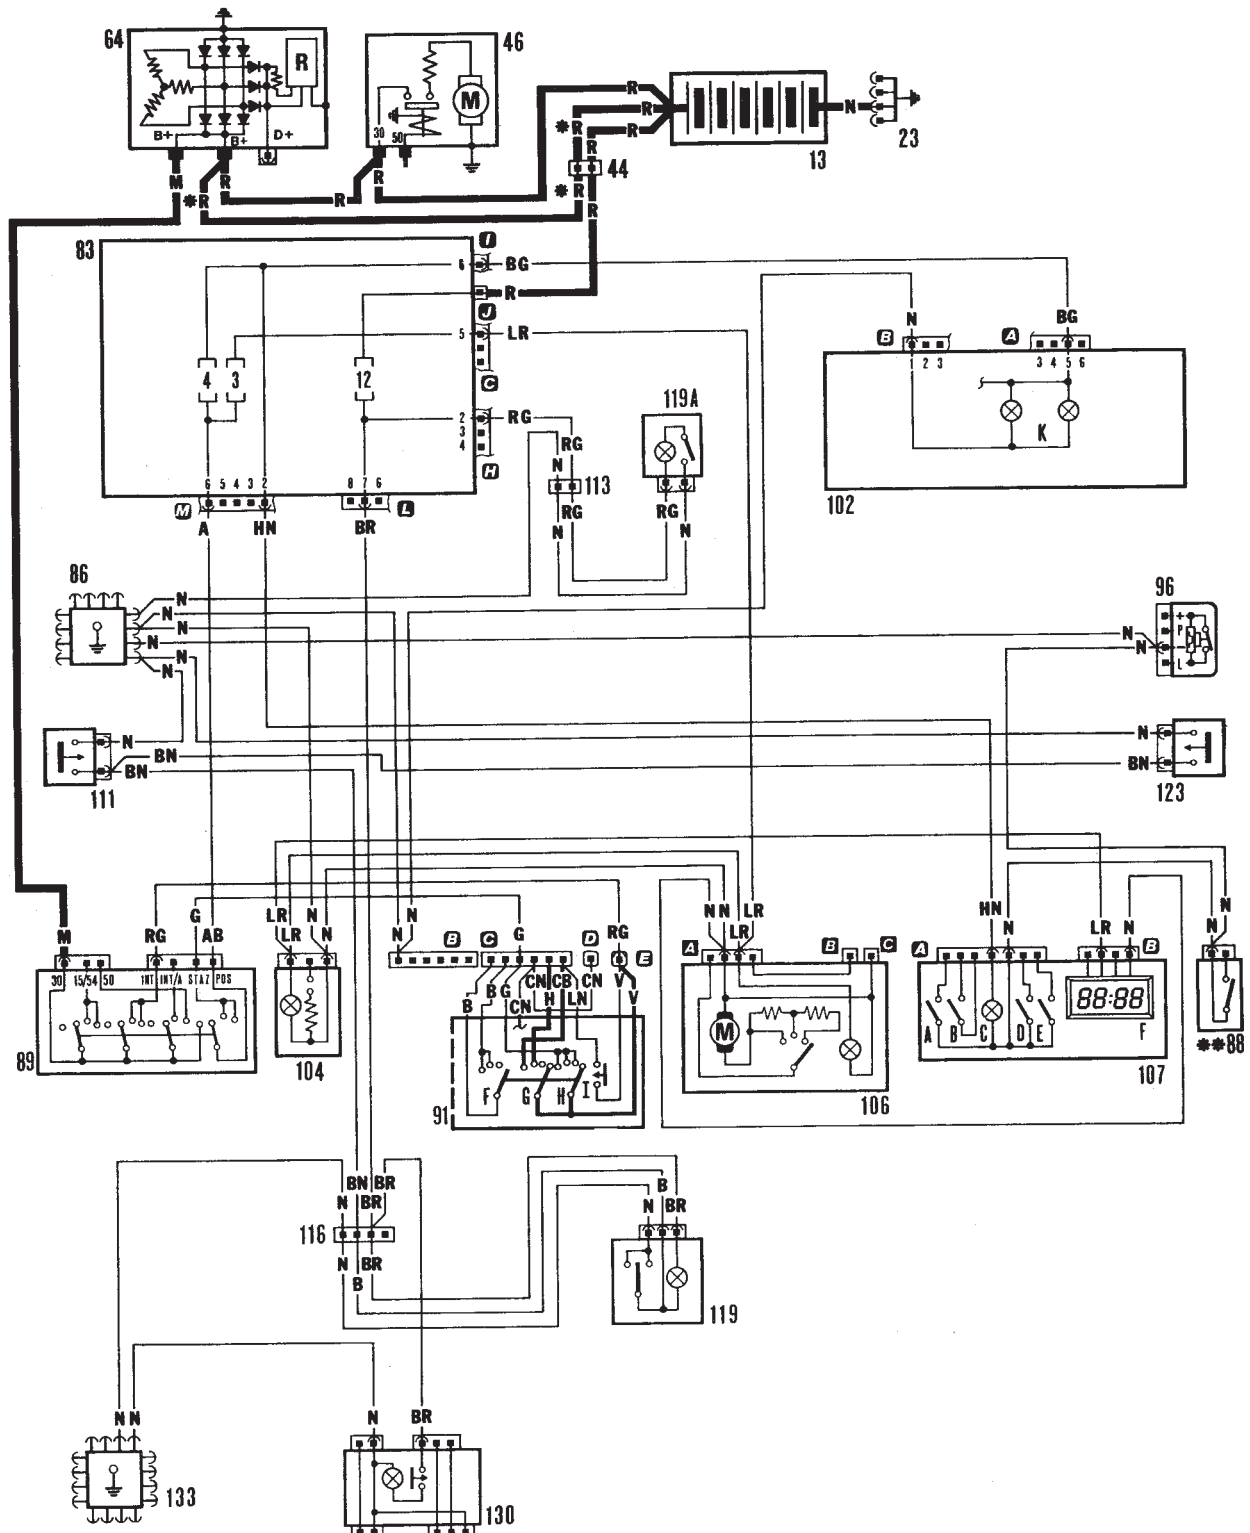 64
R
B+
B+
D+
46
M
30
50
R
R
R
N
13
23
✱
R
R
44
✱
R
R
M
✱R
R
R
R
83
I
6
BG
R
J
5
LR
C
4
3
12
2
RG
3
4
H
6 5 4 3 2
8 7 6
M
L
A
HN
BR
RG
N
113
RG
N
119A
RG
N
B
N
2 3
A
BG
3 4 5 6
K
102
86
N
N
N
N
N
N
96
+
P
L
N
N
N
BN
BN
111
N
BN
123
M
RG
G
AB
30
15/54
50
INT
INT/A
STAZ
POS
89
LR
LR
N
N
104
N
N
B
C
G
D
RG
E
B
B
G
CN
CN
H
CB
LN
CN
V
V
F
G
H
I
91
N
N
LR
LR
A
B
C
M
106
HN
N
LR
N
A
B
A
B
C
D
E
88:88
F
107
N
N
✱✱88
BN
BR
N
BR
116
N
BR
B
B
N
BR
119
N
N
133
N
BR
130